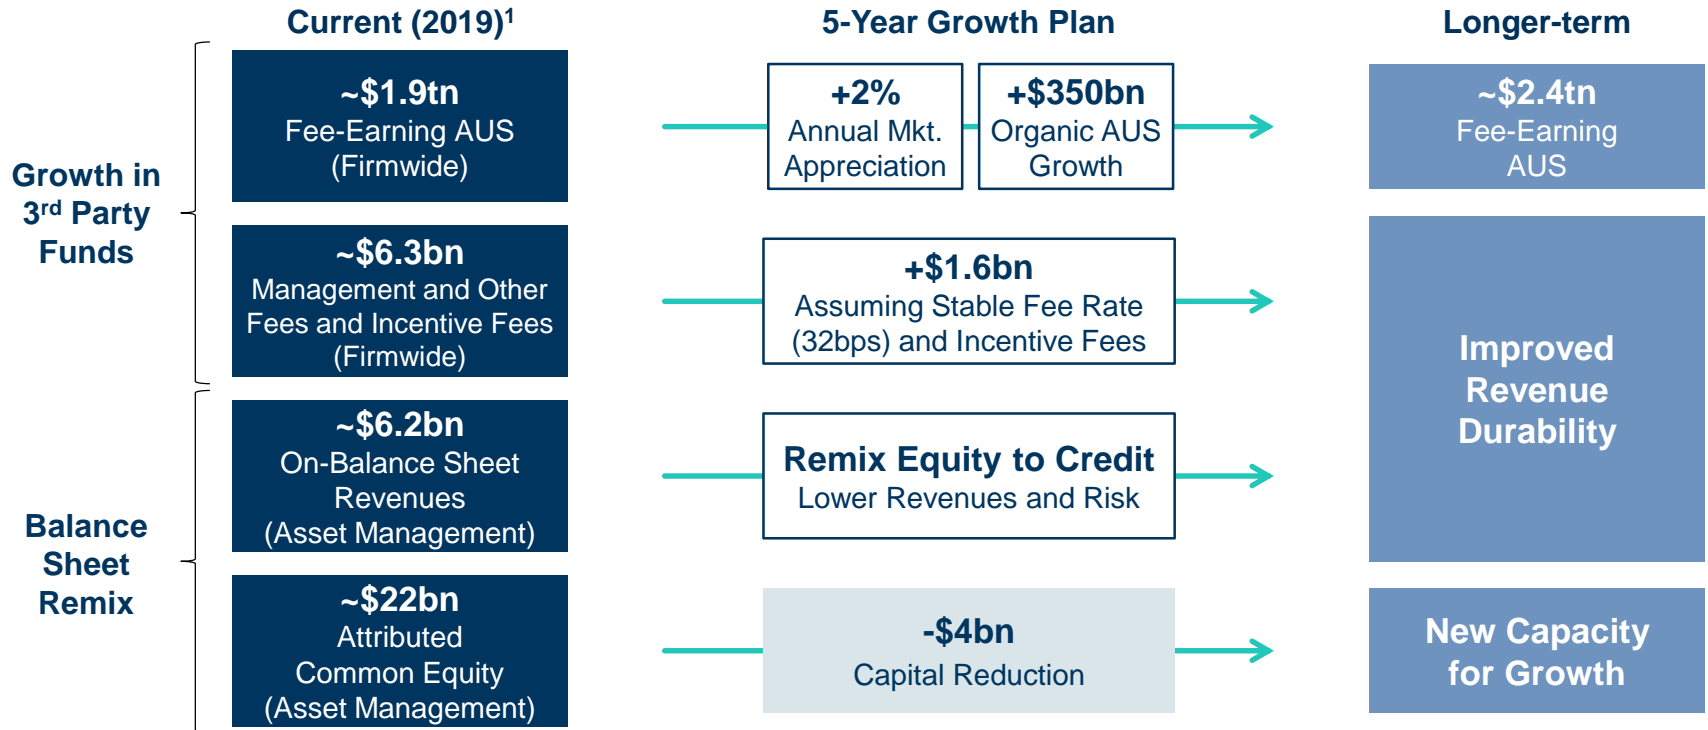 Current (2019)1
5-Year Growth Plan
Longer-term
Growth in
3rd Party
Funds
~$1.9tn
Fee-Earning AUS
(Firmwide)
+2%
Annual Mkt.
Appreciation
+$350bn
Organic AUS
Growth
~$2.4tn
Fee-Earning
AUS
~$6.3bn
Management and Other
Fees and Incentive Fees
(Firmwide)
+$1.6bn
Assuming Stable Fee Rate
(32bps) and Incentive Fees
Improved
Revenue
Durability
Balance
Sheet
Remix
~$6.2bn
On-Balance Sheet
Revenues
(Asset Management)
Remix Equity to Credit
Lower Revenues and Risk
~$22bn
Attributed
Common Equity
(Asset Management)
-$4bn
Capital Reduction
New Capacity
for Growth